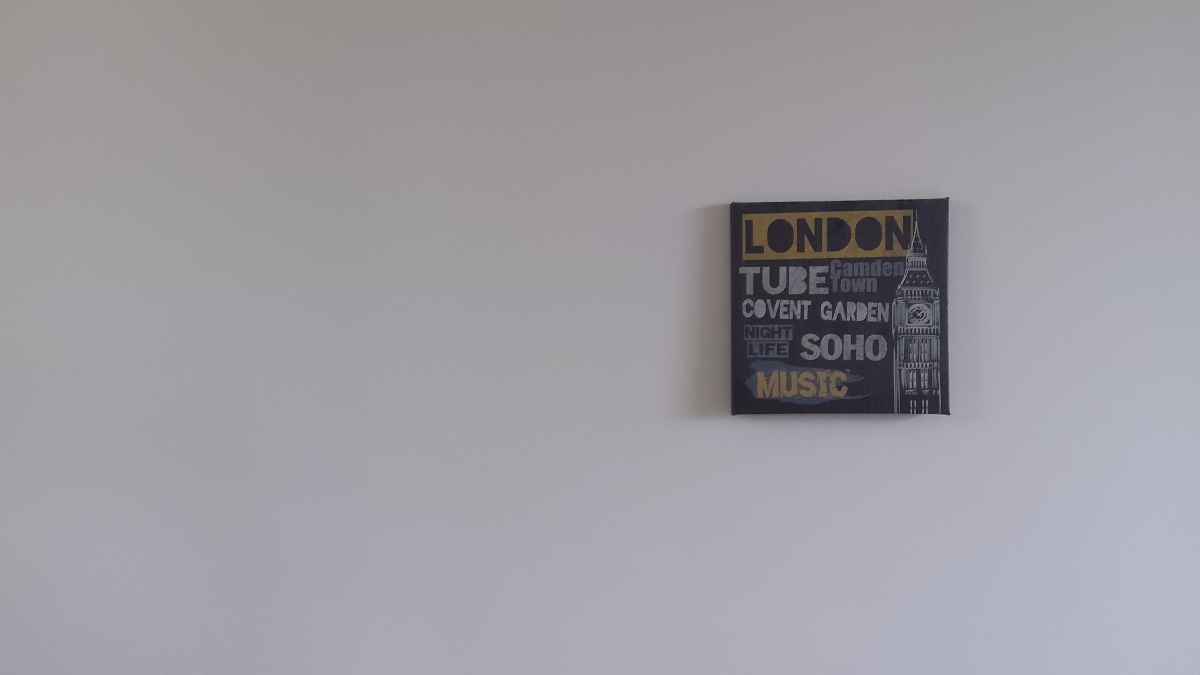 LONDON
TUBE
Camden
Town
COVENT GARDEN
NIGHT
LIFE
SOHO
MUSIC